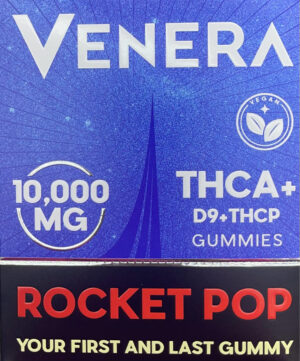 VENERA
VEGAN
10,000
MG
THCA+
D9+THCP
GUMMIES
ROCKET POP
YOUR FIRST AND LAST GUMMY